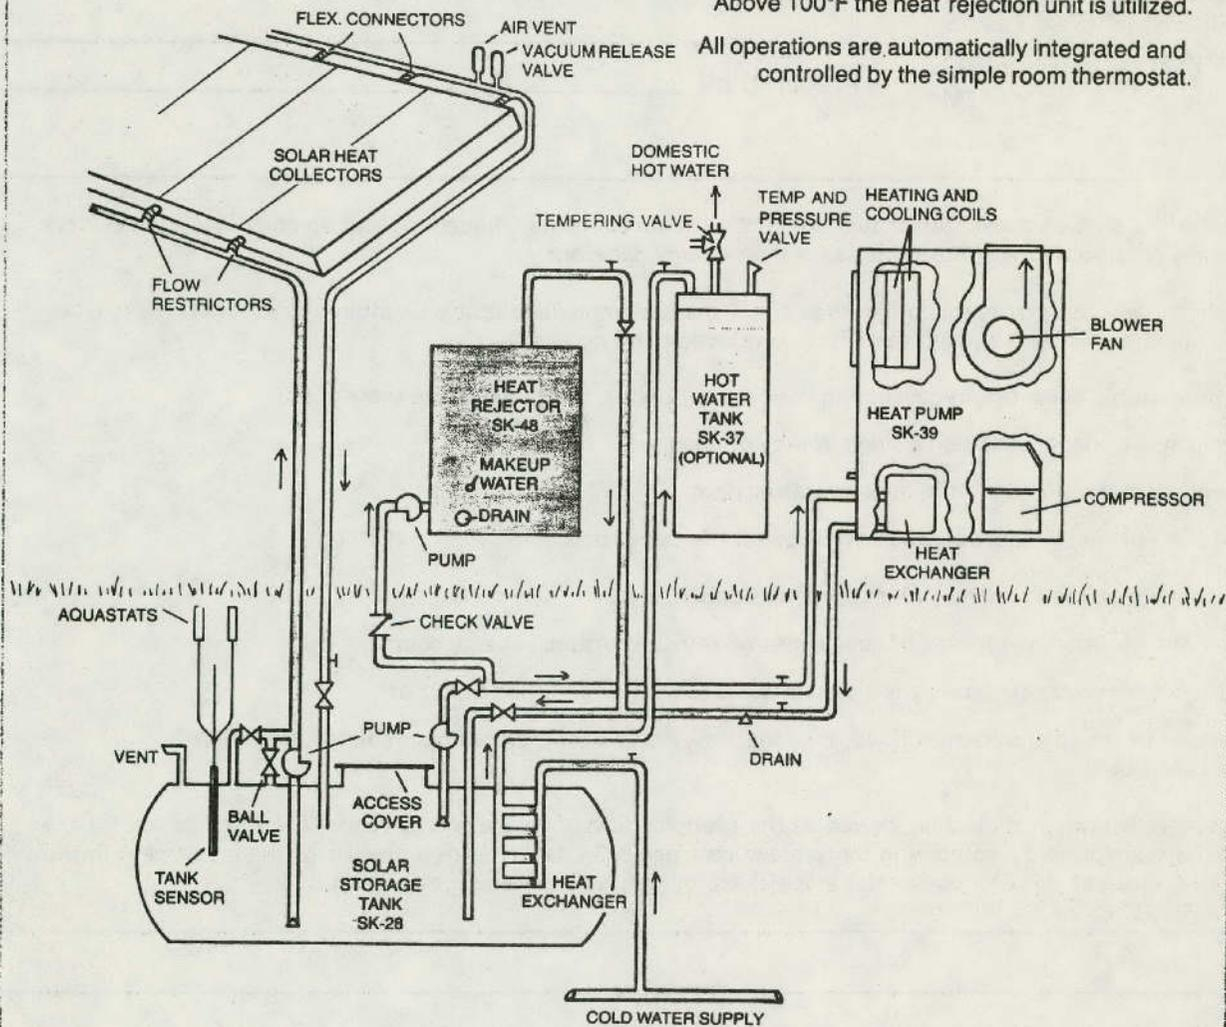 Above 100°F the heat rejection unit is utilized.
All operations are automatically integrated and
controlled by the simple room thermostat.
FLEX. CONNECTORS
AIR VENT
VACUUM RELEASE
VALVE
SOLAR HEAT
COLLECTORS
FLOW
RESTRICTORS
DOMESTIC
HOT WATER
TEMPERING VALVE
TEMP AND
PRESSURE
VALVE
HEATING AND
COOLING COILS
BLOWER
FAN
HEAT
REJECTOR
SK-48
MAKEUP
WATER
DRAIN
PUMP
HOT
WATER
TANK
SK-37
(OPTIONAL)
HEAT PUMP
SK-39
COMPRESSOR
HEAT
EXCHANGER
AQUASTATS
CHECK VALVE
PUMP
VENT
DRAIN
BALL
VALVE
ACCESS
COVER
TANK
SENSOR
SOLAR
STORAGE
TANK
SK-28
HEAT
EXCHANGER
COLD WATER SUPPLY